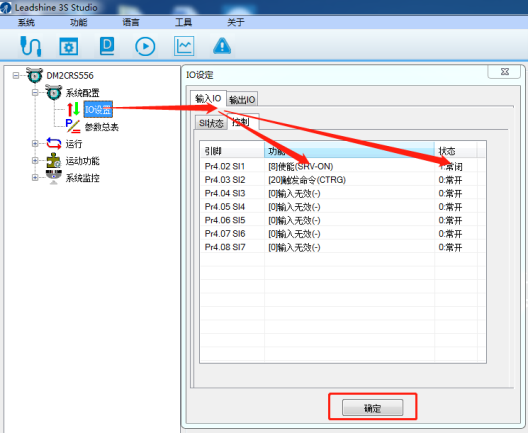 Leadshine 3S Studio
系统 功能 语言 工具 关于
DM2CRS556
系统配置
IO设置
参数总表
运行
运动功能
系统监控
IO设定
输入IO 输出IO
SI状态 控制
引脚 功能 状态
Pr4.02 SI1 [8]使能(SRV-ON) 1:常闭
Pr4.03 SI2 [20]触发命令(CTRG) 0:常开
Pr4.04 SI3 [0]输入无效(-) 0:常开
Pr4.05 SI4 [0]输入无效(-) 0:常开
Pr4.06 SI5 [0]输入无效(-) 0:常开
Pr4.07 SI6 [0]输入无效(-) 0:常开
Pr4.08 SI7 [0]输入无效(-) 0:常开
确定